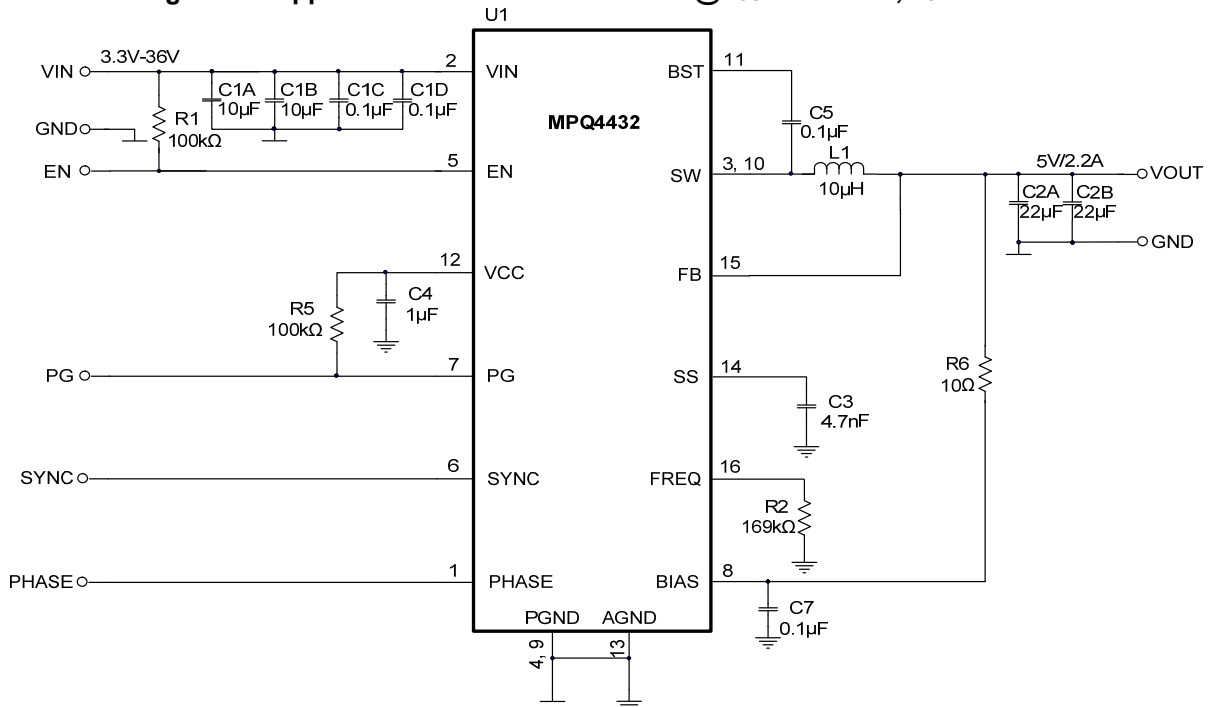 U1
VIN
3.3V-36V
2
VIN
C1A
10µF
C1B
10µF
C1C
0.1µF
C1D
0.1µF
GND
R1
100kΩ
EN
5
EN
MPQ4432
BST
11
C5
0.1µF
SW
3, 10
L1
10µH
5V/2.2A
VOUT
C2A
22µF
C2B
22µF
GND
FB
15
12
VCC
R5
100kΩ
C4
1µF
PG
7
PG
SS
14
C3
4.7nF
R6
10Ω
SYNC
6
SYNC
FREQ
16
R2
169kΩ
PHASE
1
PHASE
BIAS
8
C7
0.1µF
PGND
AGND
4, 9
13